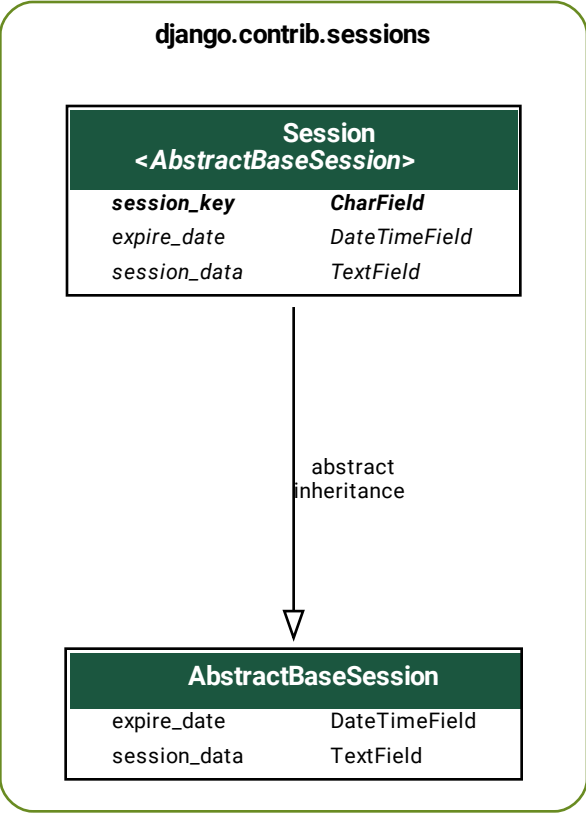 django.contrib.sessions
Session
<AbstractBaseSession>
session_key CharField
expire_date DateTimeField
session_data TextField
abstract
inheritance
AbstractBaseSession
expire_date DateTimeField
session_data TextField